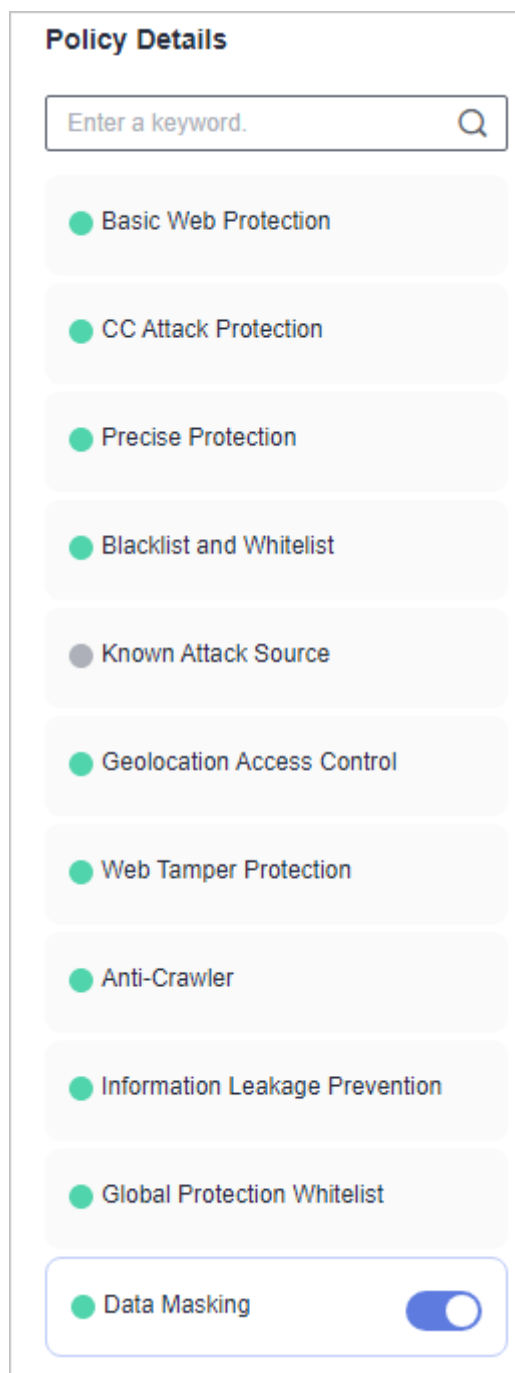 Policy Details
Enter a keyword.
Basic Web Protection
CC Attack Protection
Precise Protection
Blacklist and Whitelist
Known Attack Source
Geolocation Access Control
Web Tamper Protection
Anti-Crawler
Information Leakage Prevention
Global Protection Whitelist
Data Masking